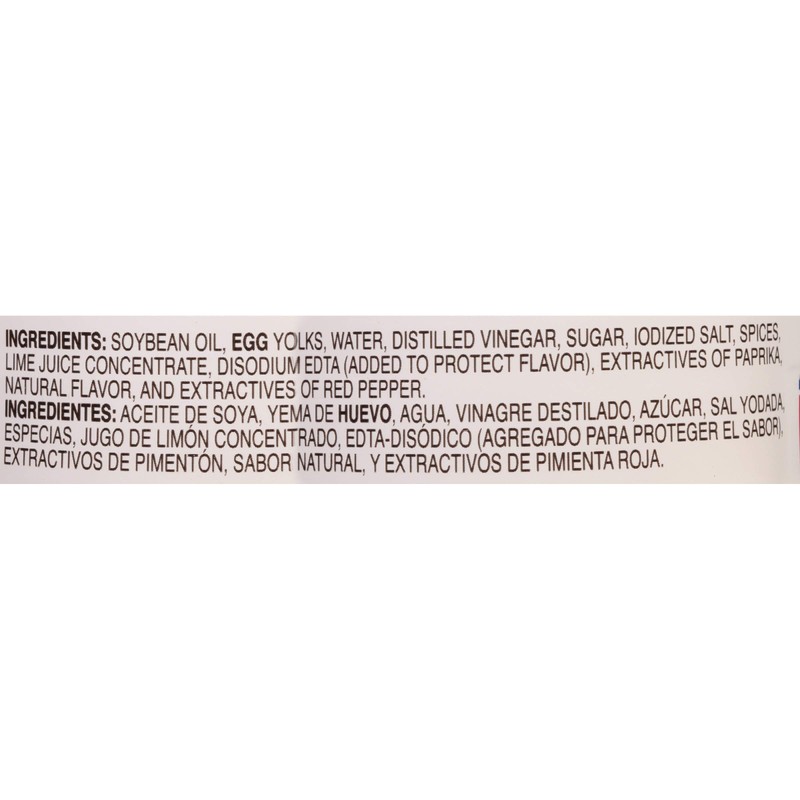 INGREDIENTS: SOYBEAN OIL, EGG YOLKS, WATER, DISTILLED VINEGAR, SUGAR, IODIZED SALT, SPICES,
LIME JUICE CONCENTRATE, DISODIUM EDTA (ADDED TO PROTECT FLAVOR), EXTRACTIVES OF PAPRIKA,
NATURAL FLAVOR, AND EXTRACTIVES OF RED PEPPER.
INGREDIENTES: ACEITE DE SOYA, YEMA DE HUEVO, AGUA, VINAGRE DESTILADO, AZÚCAR, SAL YODADA,
ESPECIAS, JUGO DE LIMÓN CONCENTRADO, EDTA-DISÓDICO (AGREGADO PARA PROTEGER EL SABOR),
EXTRACTIVOS DE PIMENTÓN, SABOR NATURAL, Y EXTRACTIVOS DE PIMIENTA ROJA.